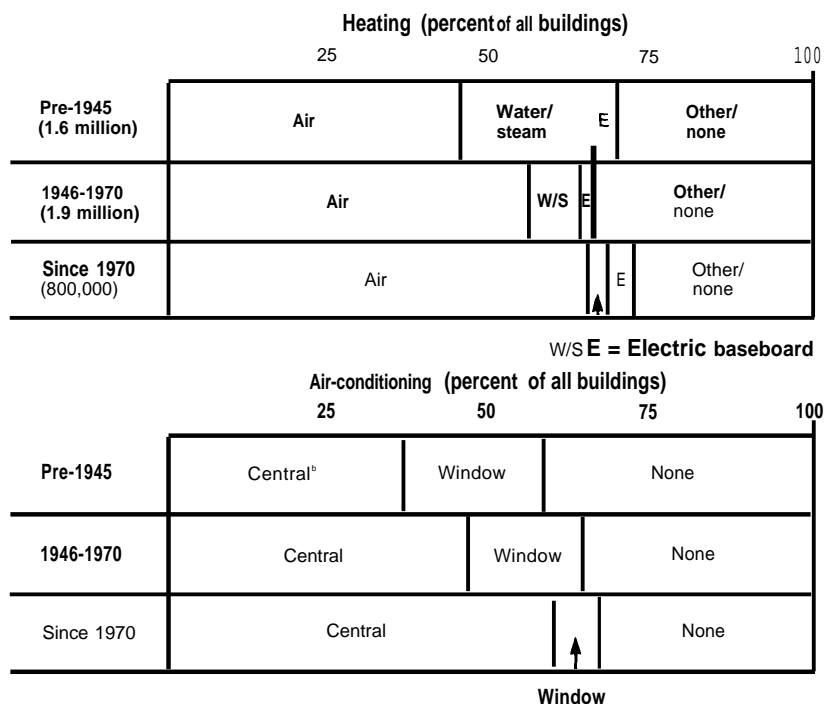 Heating (percent of all buildings)
25 50 75 100
Pre-1945
(1.6 million)
Air
Water/
steam
E
Other/
none
1946-1970
(1.9 million)
Air
W/S
E
Other/
none
Since 1970
(800,000)
Air
E
Other/
none
W/S E = Electric baseboard
Air-conditioning (percent of all buildings)
25 50 75 100
Pre-1945
Central b
Window
None
1946-1970
Central
Window
None
Since 1970
Central
None
Window